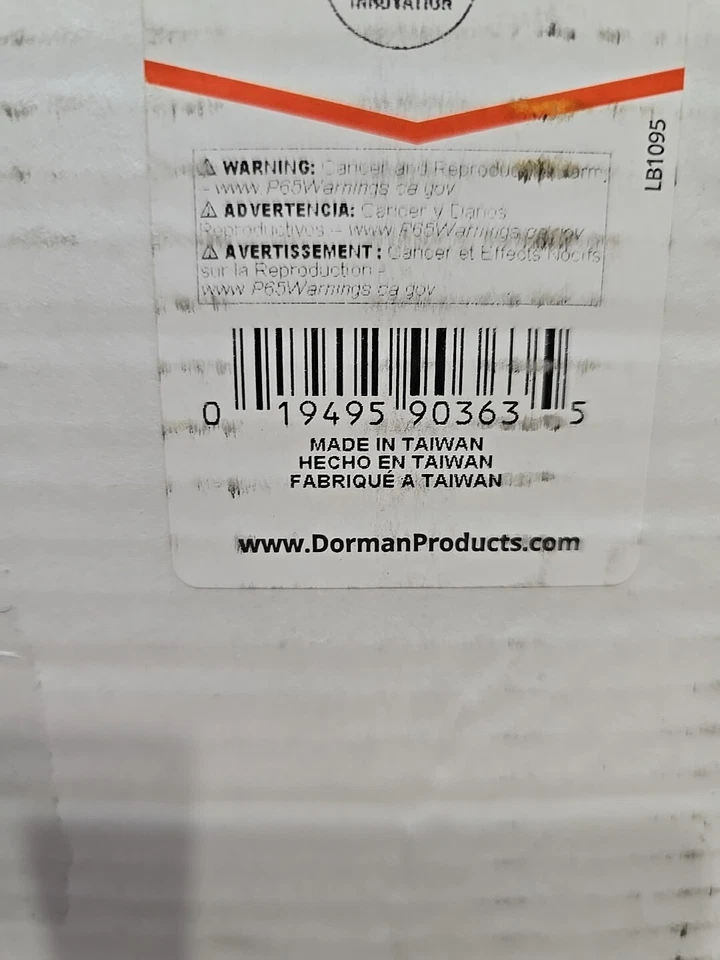 INNOVATION
LB1095
⚠ WARNING: Cancer and Reproductive Harm
- www.P65Warnings.ca.gov
⚠ ADVERTENCIA: Cáncer y Daños
Reproductivos - www.P65Warnings.ca.gov
⚠ AVERTISSEMENT: Cancer et Effects Nocifs
sur la Reproduction -
www.P65Warnings.ca.gov
0 19495 90363 5
MADE IN TAIWAN
HECHO EN TAIWAN
FABRIQUÉ A TAIWAN
www.DormanProducts.com